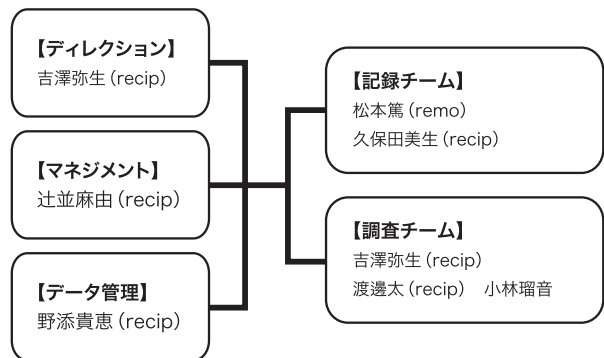 【ディレクション】
吉澤弥生（recip）
【マネジメント】
辻並麻由（recip）
【データ管理】
野添貴恵（recip）
【記録チーム】
松本篤（remo）
久保田美生（recip）
【調査チーム】
吉澤弥生（recip）
渡邊太（recip）　小林瑠音